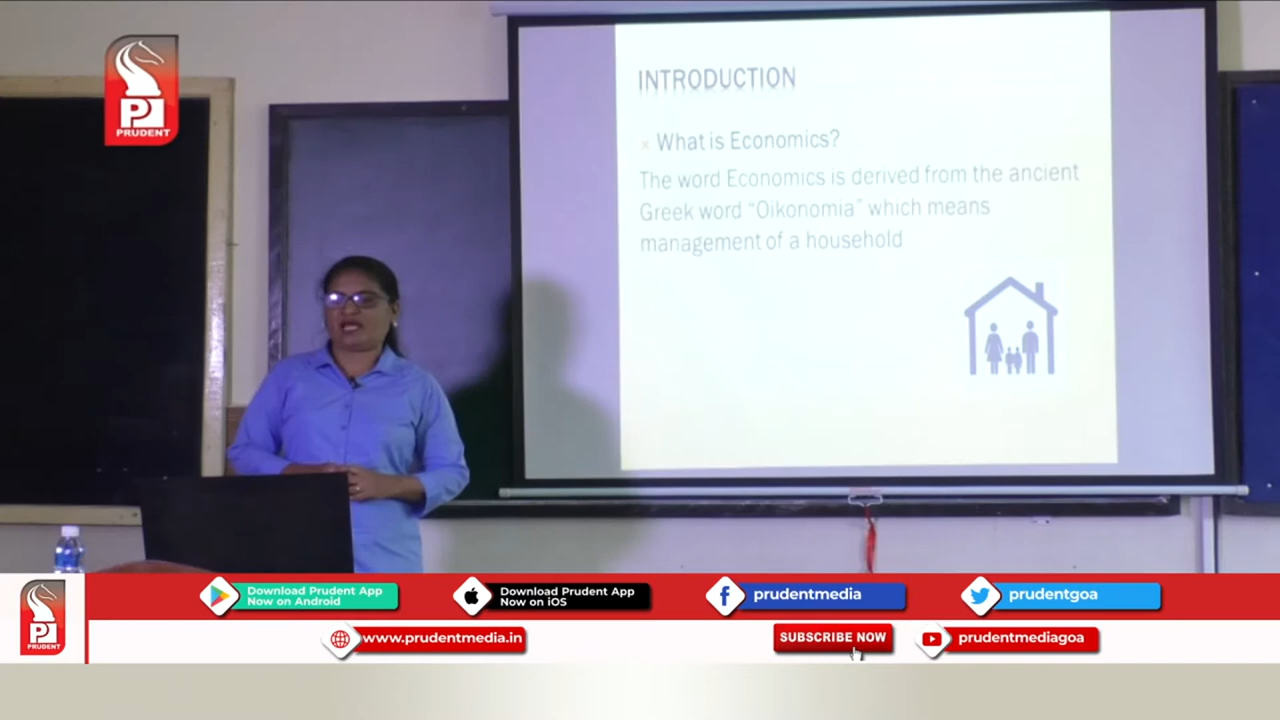 PJ
PRUDENT
INTRODUCTION
× What is Economics?
The word Economics is derived from the ancient
Greek word “Oikonomia” which means
management of a household
PJ
PRUDENT
Download Prudent App
Now on Android
Download Prudent App
Now on iOS
prudentmedia
prudentgoa
www.prudentmedia.in
SUBSCRIBE NOW
prudentmediagoa